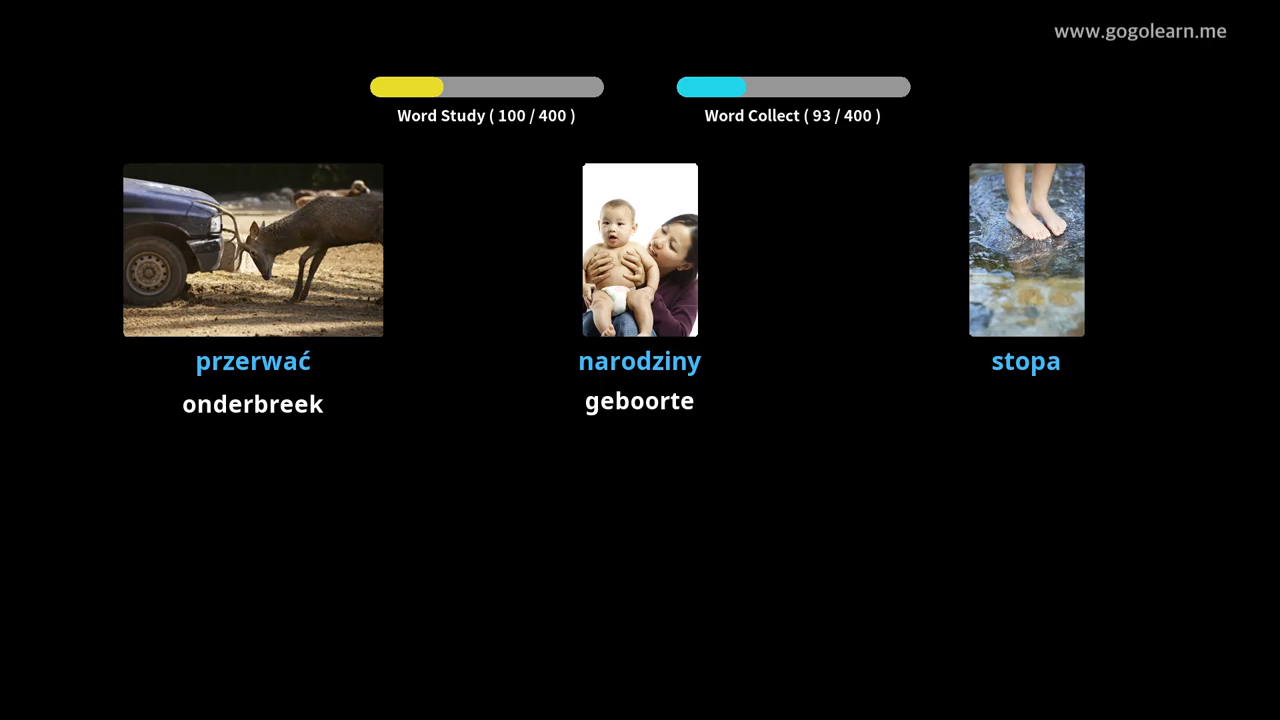 www.gogolearn.me
Word Study ( 100 / 400 )
Word Collect ( 93 / 400 )
przerwać
narodziny
stopa
onderbreek
geboorte